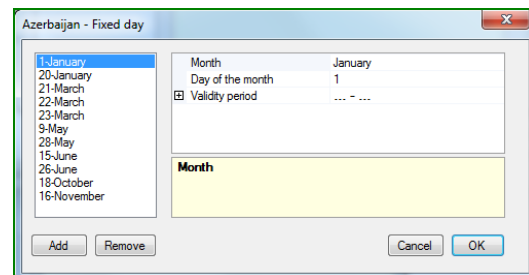 Azerbaijan - Fixed day
1-January
20-January
21-March
22-March
23-March
9-May
28-May
15-June
26-June
18-October
16-November
Month January
Day of the month 1
Validity period ... - ...
Month
Add Remove Cancel OK